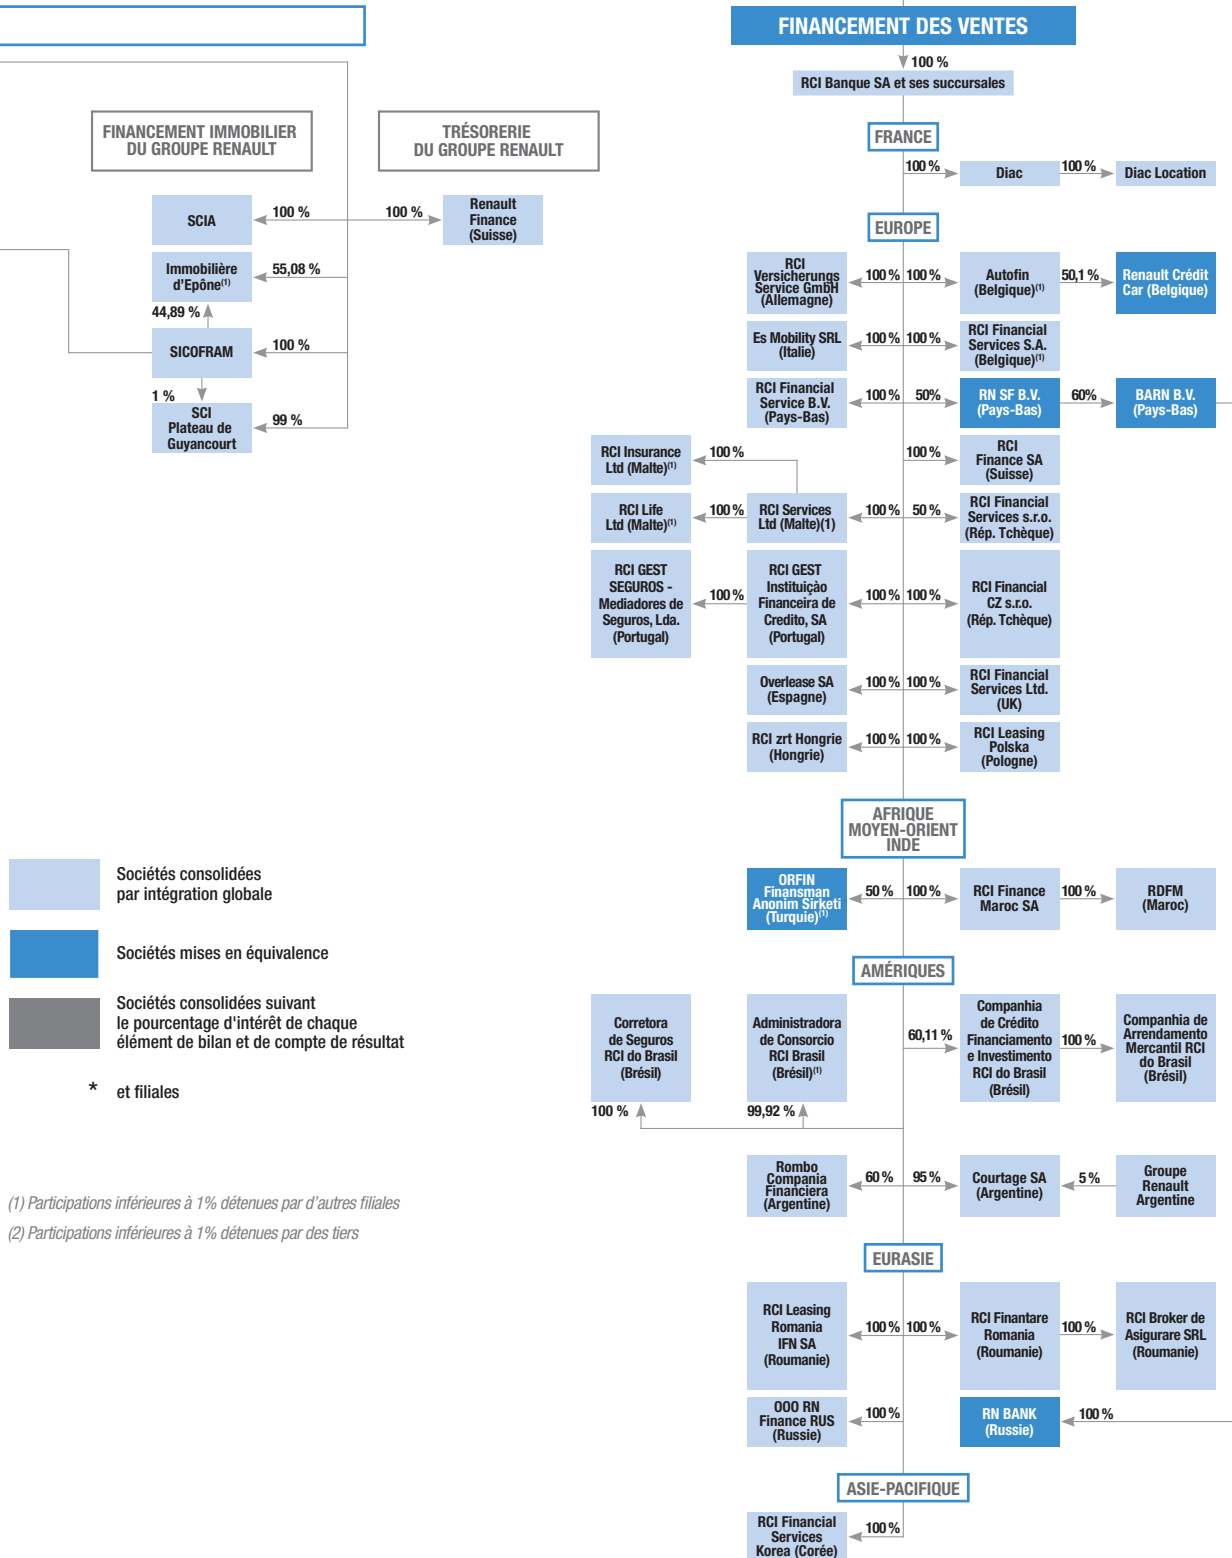 FINANCEMENT DES VENTES
100 %
RCI Banque SA et ses succursales
FINANCEMENT IMMOBILIER
DU GROUPE RENAULT
TRÉSORERIE
DU GROUPE RENAULT
SCIA
100 %
100 %
Renault
Finance
(Suisse)
Immobilière
d'Epône(1)
55,08 %
44,89 %
SICOFRAM
100 %
1 %
SCI
Plateau de
Guyancourt
99 %
FRANCE
100 %
Diac
100 %
Diac Location
EUROPE
RCI
Versicherungs
Service GmbH
(Allemagne)
100 %
100 %
Autofin
(Belgique)(1)
50,1 %
Renault Crédit
Car (Belgique)
Es Mobility SRL
(Italie)
100 %
100 %
RCI Financial
Services S.A.
(Belgique)(1)
RCI Financial
Service B.V.
(Pays-Bas)
100 %
50%
RN SF B.V.
(Pays-Bas)
60%
BARN B.V.
(Pays-Bas)
RCI Insurance
Ltd (Malte)(1)
100 %
100 %
RCI
Finance SA
(Suisse)
RCI Life
Ltd (Malte)(1)
100 %
RCI Services
Ltd (Malte)(1)
100 %
50 %
RCI Financial
Services s.r.o.
(Rép. Tchèque)
RCI GEST
SEGUROS -
Mediadores de
Seguros, Lda.
(Portugal)
100 %
RCI GEST
Instituiçào
Financeira de
Credito, SA
(Portugal)
100 %
100 %
RCI Financial
CZ s.r.o.
(Rép. Tchèque)
Overlease SA
(Espagne)
100 %
100 %
RCI Financial
Services Ltd.
(UK)
RCI zrt Hongrie
(Hongrie)
100 %
100 %
RCI Leasing
Polska
(Pologne)
AFRIQUE
MOYEN-ORIENT
INDE
ORFIN
Finansman
Anonim Sirketi
(Turquie)(1)
50 %
100 %
RCI Finance
Maroc SA
100 %
RDFM
(Maroc)
AMÉRIQUES
Corretora
de Seguros
RCI do Brasil
(Brésil)
100 %
Administradora
de Consorcio
RCI Brasil
(Brésil)(1)
99,92 %
60,11 %
Companhia
de Crédito
Financiamento
e Investimento
RCI do Brasil
(Brésil)
100 %
Companhia de
Arrendamento
Mercantil RCI
do Brasil
(Brésil)
Rombo
Compania
Financiera
(Argentine)
60 %
95 %
Courtage SA
(Argentine)
5 %
Groupe
Renault
Argentine
EURASIE
RCI Leasing
Romania
IFN SA
(Roumanie)
100 %
100 %
RCI Finantare
Romania
(Roumanie)
100 %
RCI Broker de
Asigurare SRL
(Roumanie)
OOO RN
Finance RUS
(Russie)
100 %
RN BANK
(Russie)
100 %
ASIE-PACIFIQUE
RCI Financial
Services
Korea (Corée)
100 %
Sociétés consolidées
par intégration globale
Sociétés mises en équivalence
Sociétés consolidées suivant
le pourcentage d'intérêt de chaque
élément de bilan et de compte de résultat
* et filiales
(1) Participations inférieures à 1% détenues par d'autres filiales
(2) Participations inférieures à 1% détenues par des tiers